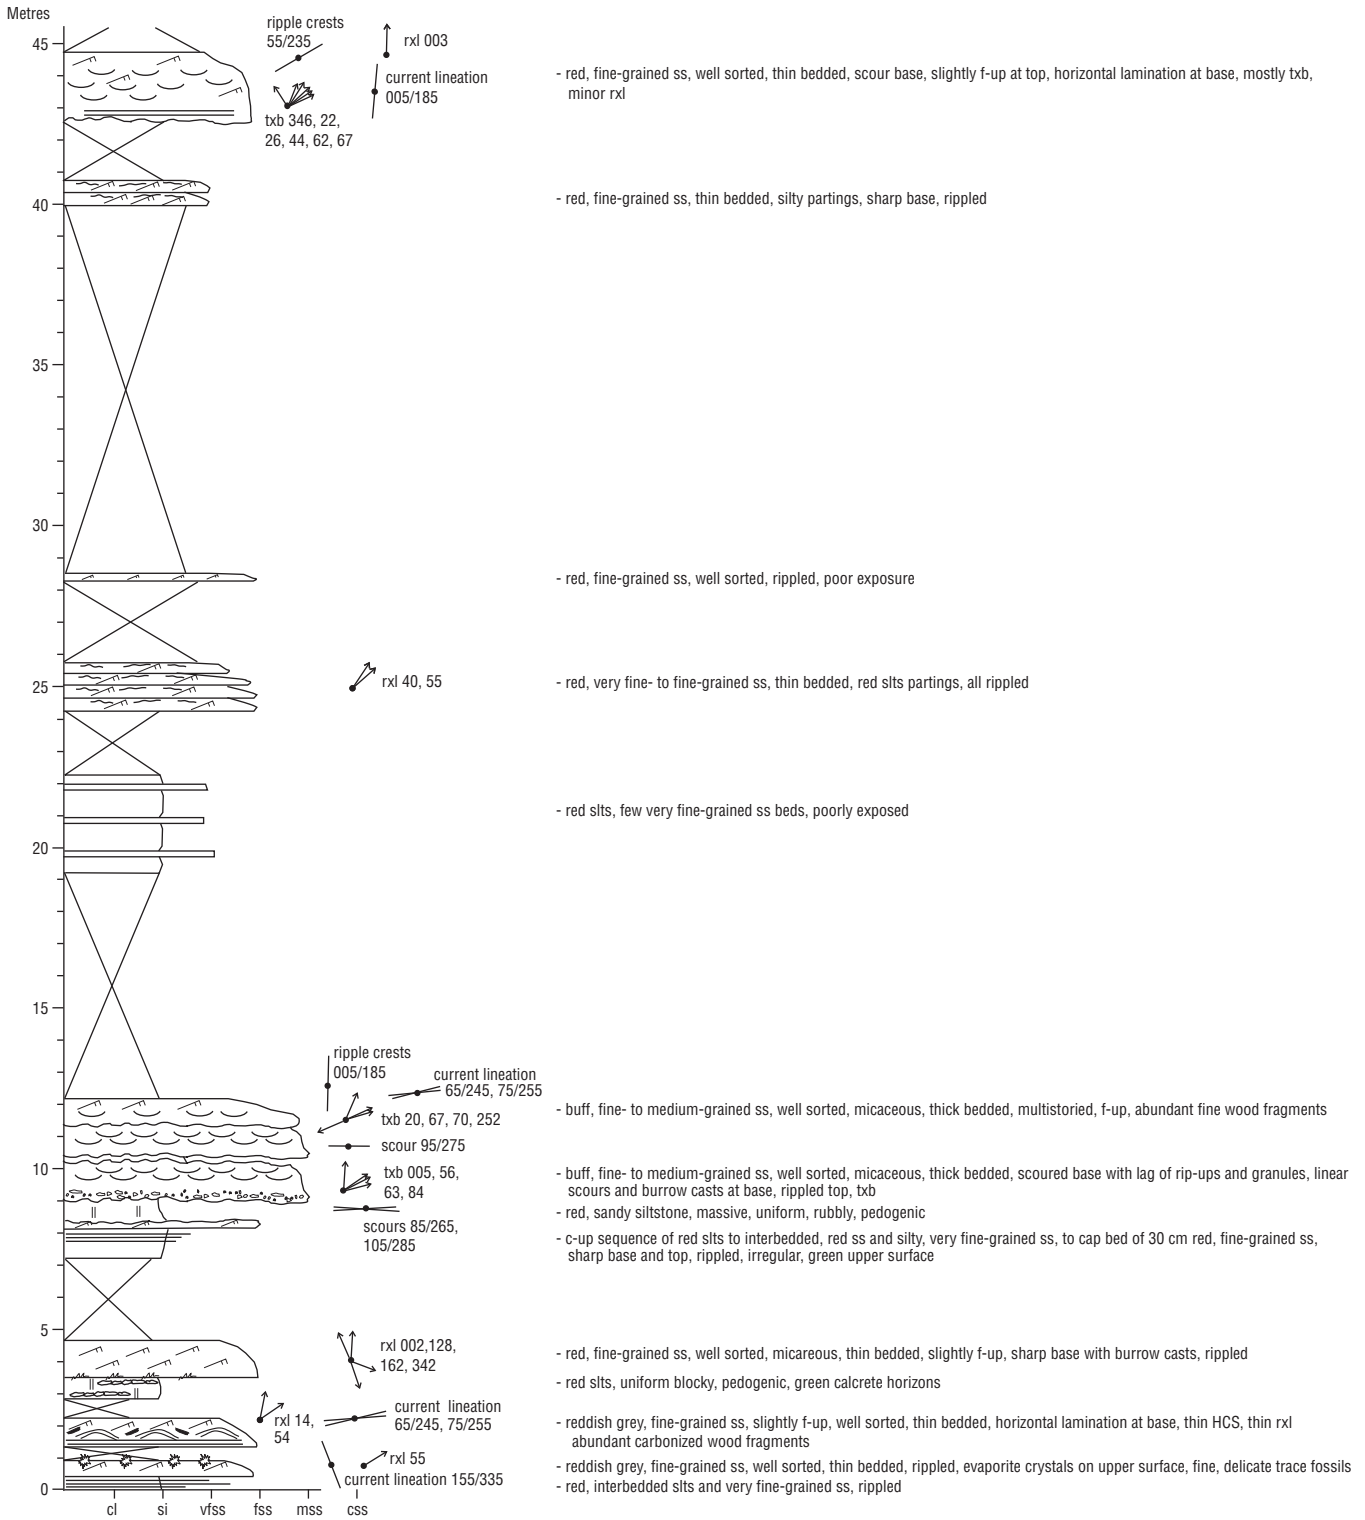 Metres
45
ripple crests
55/235
rxl 003
current lineation
005/185
txb 346, 22,
26, 44, 62, 67
- red, fine-grained ss, well sorted, thin bedded, scour base, slightly f-up at top, horizontal lamination at base, mostly txb,
minor rxl
40
- red, fine-grained ss, thin bedded, silty partings, sharp base, rippled
35
30
- red, fine-grained ss, well sorted, rippled, poor exposure
25
rxl 40, 55
- red, very fine- to fine-grained ss, thin bedded, red slts partings, all rippled
- red slts, few very fine-grained ss beds, poorly exposed
20
15
ripple crests
005/185
current lineation
65/245, 75/255
txb 20, 67, 70, 252
- buff, fine- to medium-grained ss, well sorted, micaceous, thick bedded, multistoried, f-up, abundant fine wood fragments
scour 95/275
10
txb 005, 56,
63, 84
- buff, fine- to medium-grained ss, well sorted, micaceous, thick bedded, scoured base with lag of rip-ups and granules, linear
scours and burrow casts at base, rippled top, txb
- red, sandy siltstone, massive, uniform, rubbly, pedogenic
scours 85/265,
105/285
- c-up sequence of red slts to interbedded, red ss and silty, very fine-grained ss, to cap bed of 30 cm red, fine-grained ss,
sharp base and top, rippled, irregular, green upper surface
5
rxl 002,128,
162, 342
- red, fine-grained ss, well sorted, micareous, thin bedded, slightly f-up, sharp base with burrow casts, rippled
- red slts, uniform blocky, pedogenic, green calcrete horizons
rxl 14,
54
current lineation
65/245, 75/255
- reddish grey, fine-grained ss, slightly f-up, well sorted, thin bedded, horizontal lamination at base, thin HCS, thin rxl
abundant carbonized wood fragments
rxl 55
current lineation 155/335
- reddish grey, fine-grained ss, well sorted, thin bedded, rippled, evaporite crystals on upper surface, fine, delicate trace fossils
- red, interbedded slts and very fine-grained ss, rippled
0
cl si vfss fss mss css